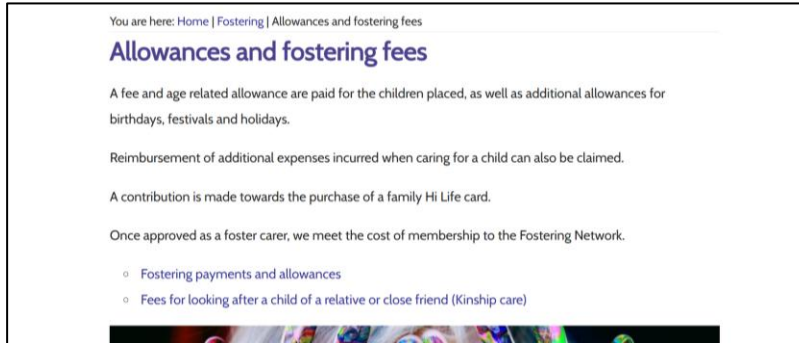 You are here: Home | Fostering | Allowances and fostering fees
Allowances and fostering fees
A fee and age related allowance are paid for the children placed, as well as additional allowances for
birthdays, festivals and holidays.
Reimbursement of additional expenses incurred when caring for a child can also be claimed.
A contribution is made towards the purchase of a family Hi Life card.
Once approved as a foster carer, we meet the cost of membership to the Fostering Network.
Fostering payments and allowances
Fees for looking after a child of a relative or close friend (Kinship care)